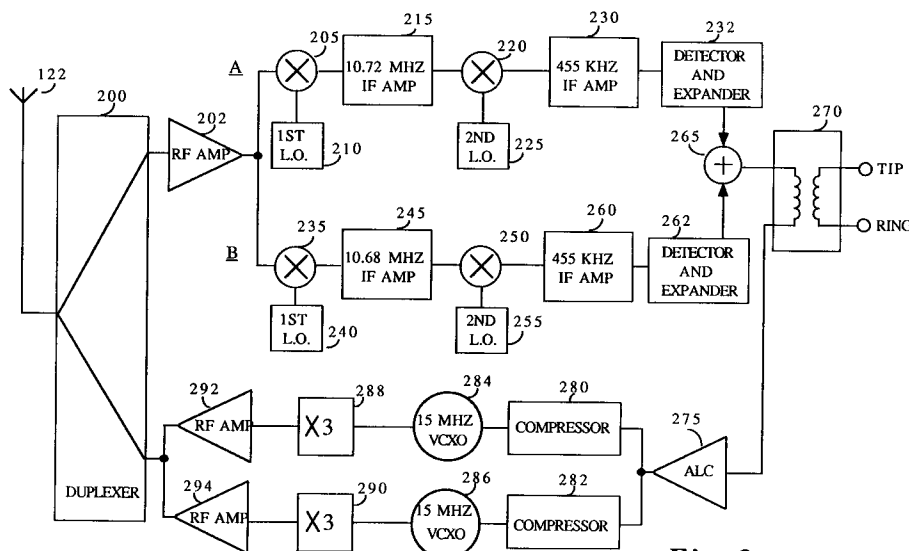 215
230
232
205
220
A
122
10.72 MHZ
IF AMP
455 KHZ
IF AMP
DETECTOR
AND
EXPANDER
200
202
270
RF AMP
1ST
L.O.
210
2ND
L.O.
225
265
+
TIP
235
245
250
260
262
RING
B
10.68 MHZ
IF AMP
455 KHZ
IF AMP
DETECTOR
AND
EXPANDER
1ST
L.O.
240
2ND
L.O.
255
292
288
284
280
275
RF AMP
X3
15 MHZ
VCXO
COMPRESSOR
ALC
DUPLEXER
294
290
286
282
RF AMP
X3
15 MHZ
VCXO
COMPRESSOR